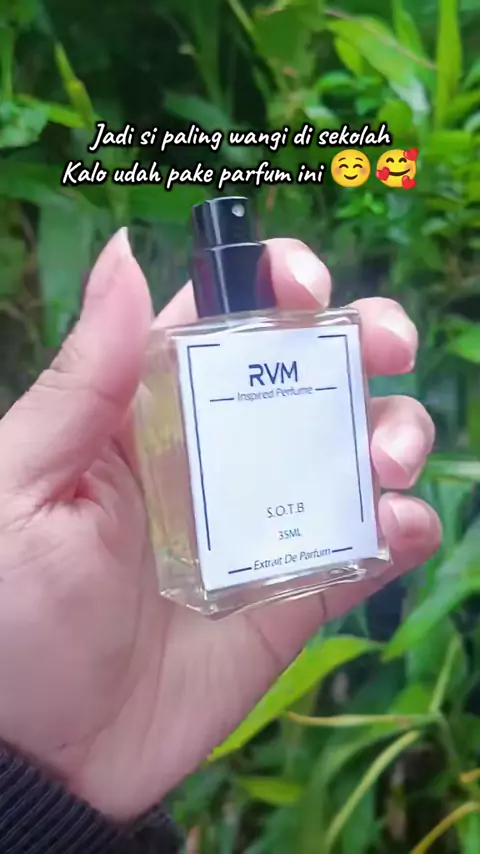 Jadi si paling wangi di sekolah
Kalo udah pake parfum ini ☺️🥰
RVM
Inspired Perfume
S.O.T.B
35ML
Extrait De Parfum